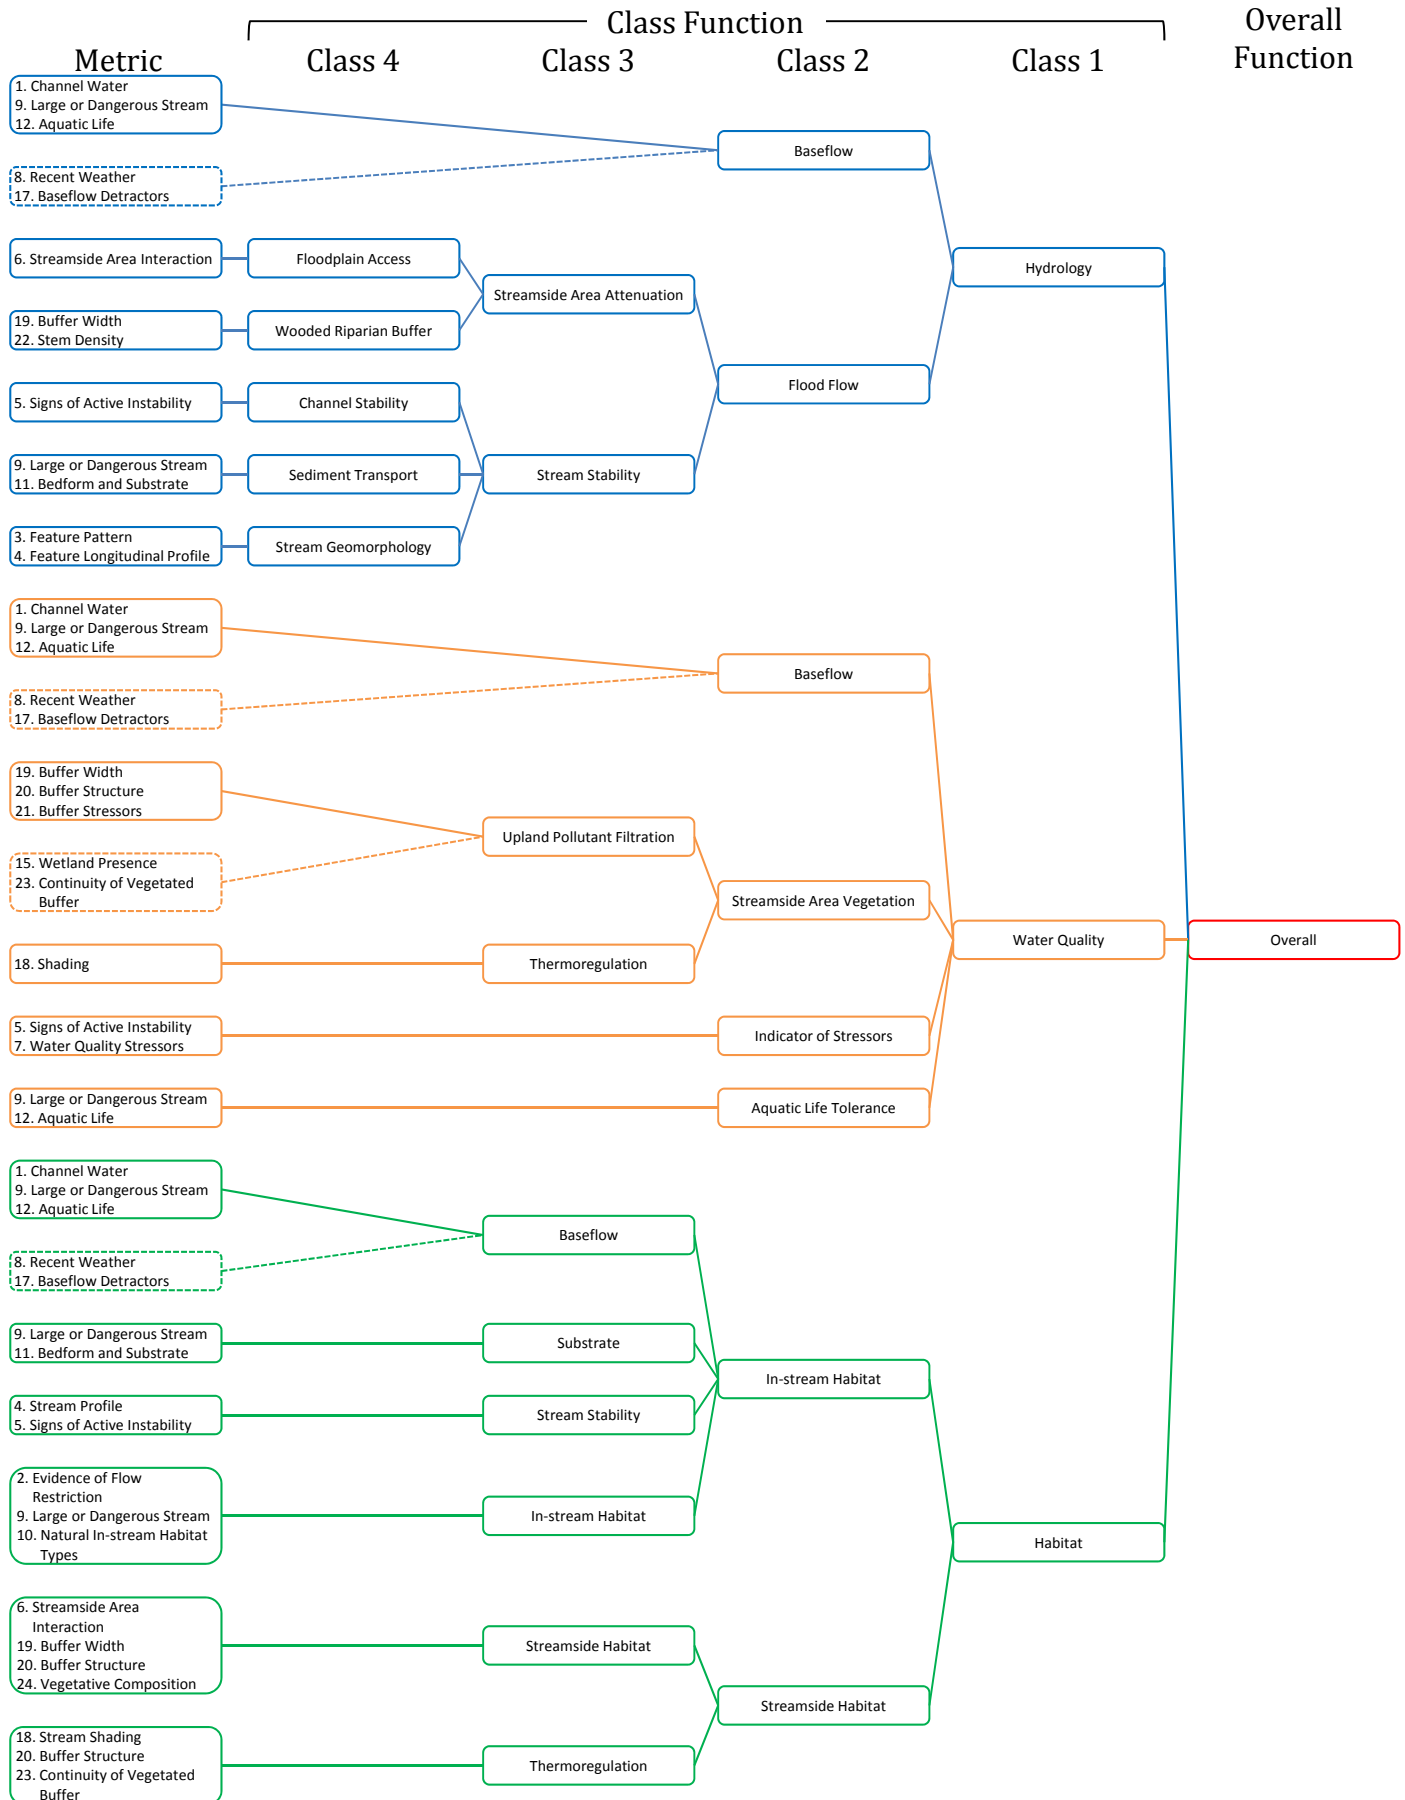 Class Function
Overall
Function
Metric
Class 4
Class 3
Class 2
Class 1
1. Channel Water
9. Large or Dangerous Stream
12. Aquatic Life
Baseflow
8. Recent Weather
17. Baseflow Detractors
6. Streamside Area Interaction
Floodplain Access
Hydrology
Streamside Area Attenuation
19. Buffer Width
22. Stem Density
Wooded Riparian Buffer
Flood Flow
5. Signs of Active Instability
Channel Stability
9. Large or Dangerous Stream
11. Bedform and Substrate
Sediment Transport
Stream Stability
3. Feature Pattern
4. Feature Longitudinal Profile
Stream Geomorphology
1. Channel Water
9. Large or Dangerous Stream
12. Aquatic Life
Baseflow
8. Recent Weather
17. Baseflow Detractors
19. Buffer Width
20. Buffer Structure
21. Buffer Stressors
Upland Pollutant Filtration
15. Wetland Presence
23. Continuity of Vegetated
Buffer
Streamside Area Vegetation
Water Quality
Overall
18. Shading
Thermoregulation
5. Signs of Active Instability
7. Water Quality Stressors
Indicator of Stressors
9. Large or Dangerous Stream
12. Aquatic Life
Aquatic Life Tolerance
1. Channel Water
9. Large or Dangerous Stream
12. Aquatic Life
Baseflow
8. Recent Weather
17. Baseflow Detractors
9. Large or Dangerous Stream
11. Bedform and Substrate
Substrate
In-stream Habitat
4. Stream Profile
5. Signs of Active Instability
Stream Stability
2. Evidence of Flow
Restriction
9. Large or Dangerous Stream
10. Natural In-stream Habitat
Types
In-stream Habitat
Habitat
6. Streamside Area
Interaction
19. Buffer Width
20. Buffer Structure
24. Vegetative Composition
Streamside Habitat
Streamside Habitat
18. Stream Shading
20. Buffer Structure
23. Continuity of Vegetated
Buffer
Thermoregulation